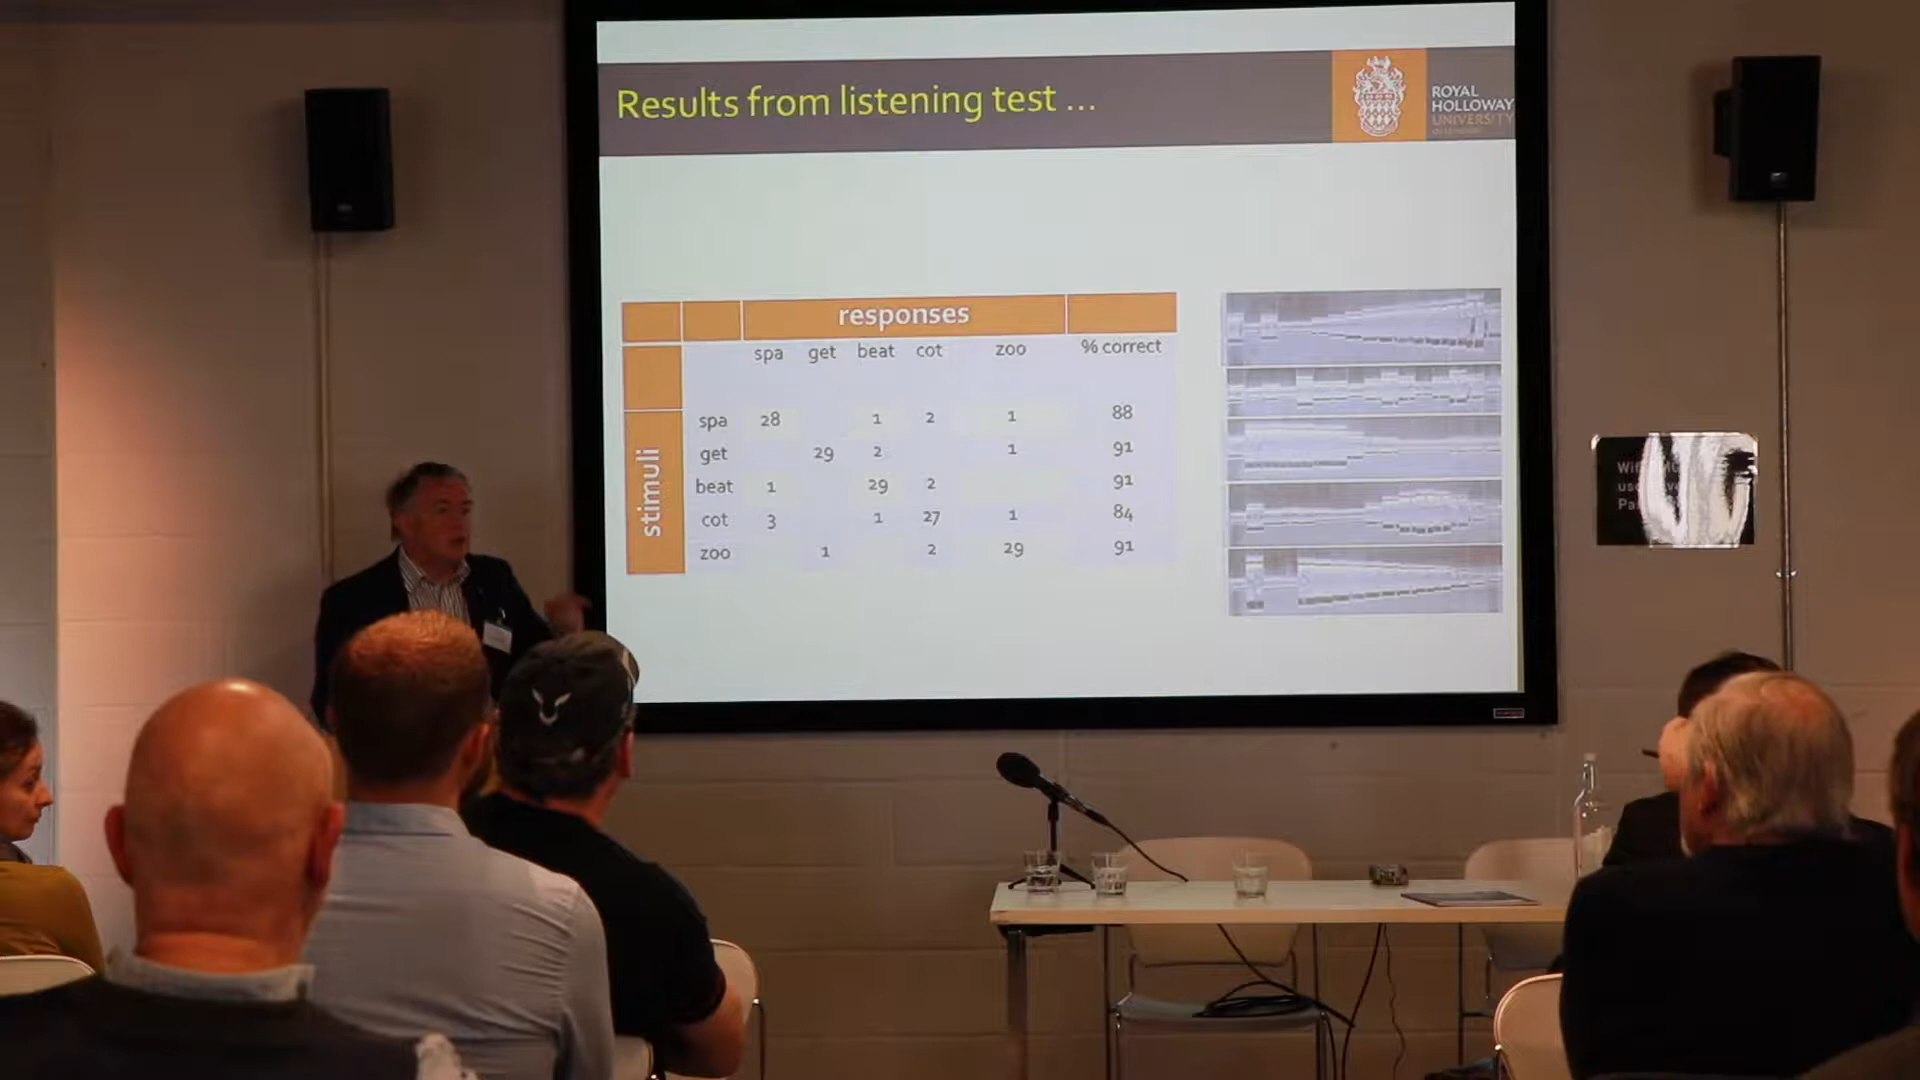 Results from listening test ...
ROYAL
HOLLOWAY
UNIVERSITY
responses
spa get beat cot zoo % correct
stimuli
spa 28 1 2 1 88
get 29 2 1 91
beat 1 29 2 91
cot 3 1 27 1 84
zoo 1 2 29 91